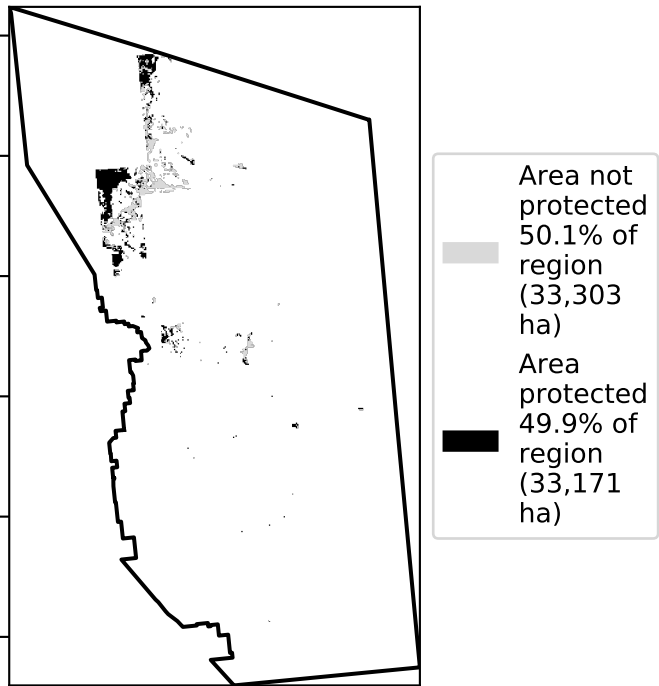 Area not
protected
50.1% of
region
(33,303
ha)
Area
protected
49.9% of
region
(33,171
ha)